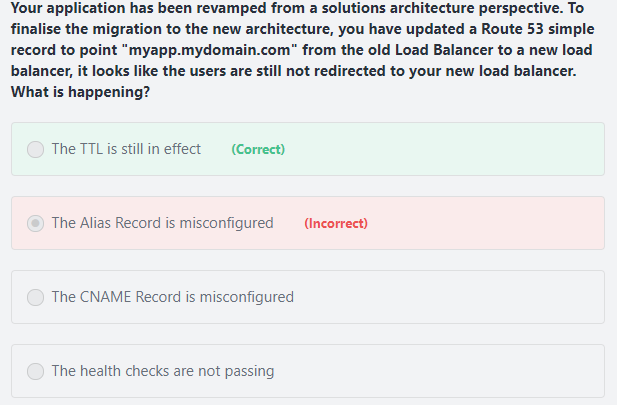 Your application has been revamped from a solutions architecture perspective. To
finalise the migration to the new architecture, you have updated a Route 53 simple
record to point "myapp.mydomain.com" from the old Load Balancer to a new load
balancer, it looks like the users are still not redirected to your new load balancer.
What is happening?
The TTL is still in effect (Correct)
The Alias Record is misconfigured (Incorrect)
The CNAME Record is misconfigured
The health checks are not passing